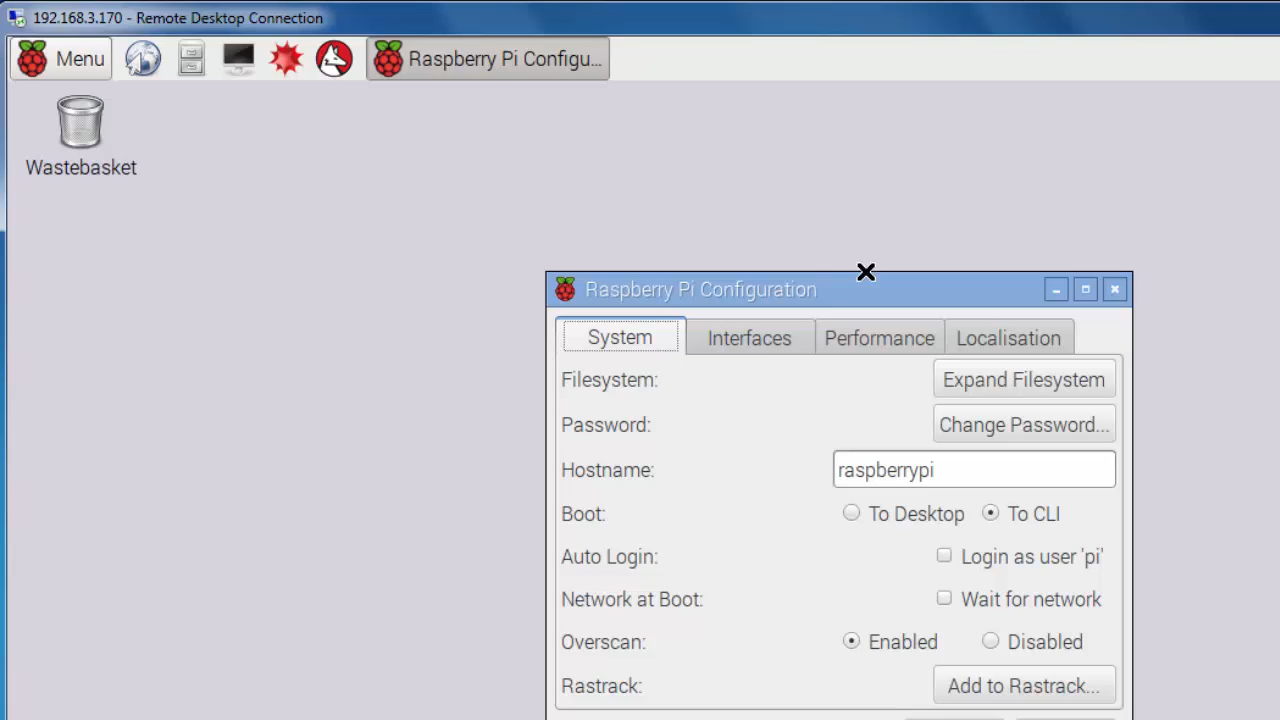 192.168.3.170 - Remote Desktop Connection
Menu
Raspberry Pi Configu...
Wastebasket
Raspberry Pi Configuration
System Interfaces Performance Localisation
Filesystem: Expand Filesystem
Password: Change Password...
Hostname: raspberrypi
Boot: To Desktop To CLI
Auto Login: Login as user 'pi'
Network at Boot: Wait for network
Overscan: Enabled Disabled
Rastrack: Add to Rastrack...